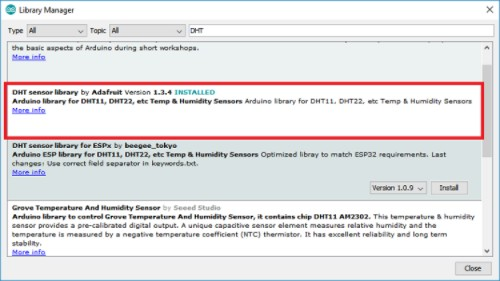 Library Manager
Type All Topic All DHT
the basic aspects of Arduino during short workshops.
More info
DHT sensor library by Adafruit Version 1.3.4 INSTALLED
Arduino library for DHT11, DHT22, etc Temp & Humidity Sensors Arduino library for DHT11, DHT22, etc Temp & Humidity Sensors
More info
DHT sensor library for ESPx by beegee_tokyo
Arduino ESP library for DHT11, DHT22, etc Temp & Humidity Sensors Optimized libray to match ESP32 requirements. Last
changes: Use correct field separator in keywords.txt.
More info
Version 1.0.9 Install
Grove Temperature And Humidity Sensor by Seeed Studio
Arduino library to control Grove Temperature And Humidity Sensor, it contains chip DHT11 AM2302. This temperature & humidity
sensor provides a pre-calibrated digital output. A unique capacitive sensor element measures relative humidity and the
temperature is measured by a negative temperature coefficient (NTC) thermistor. It has excellent reliability and long term
stability.
More info
Close